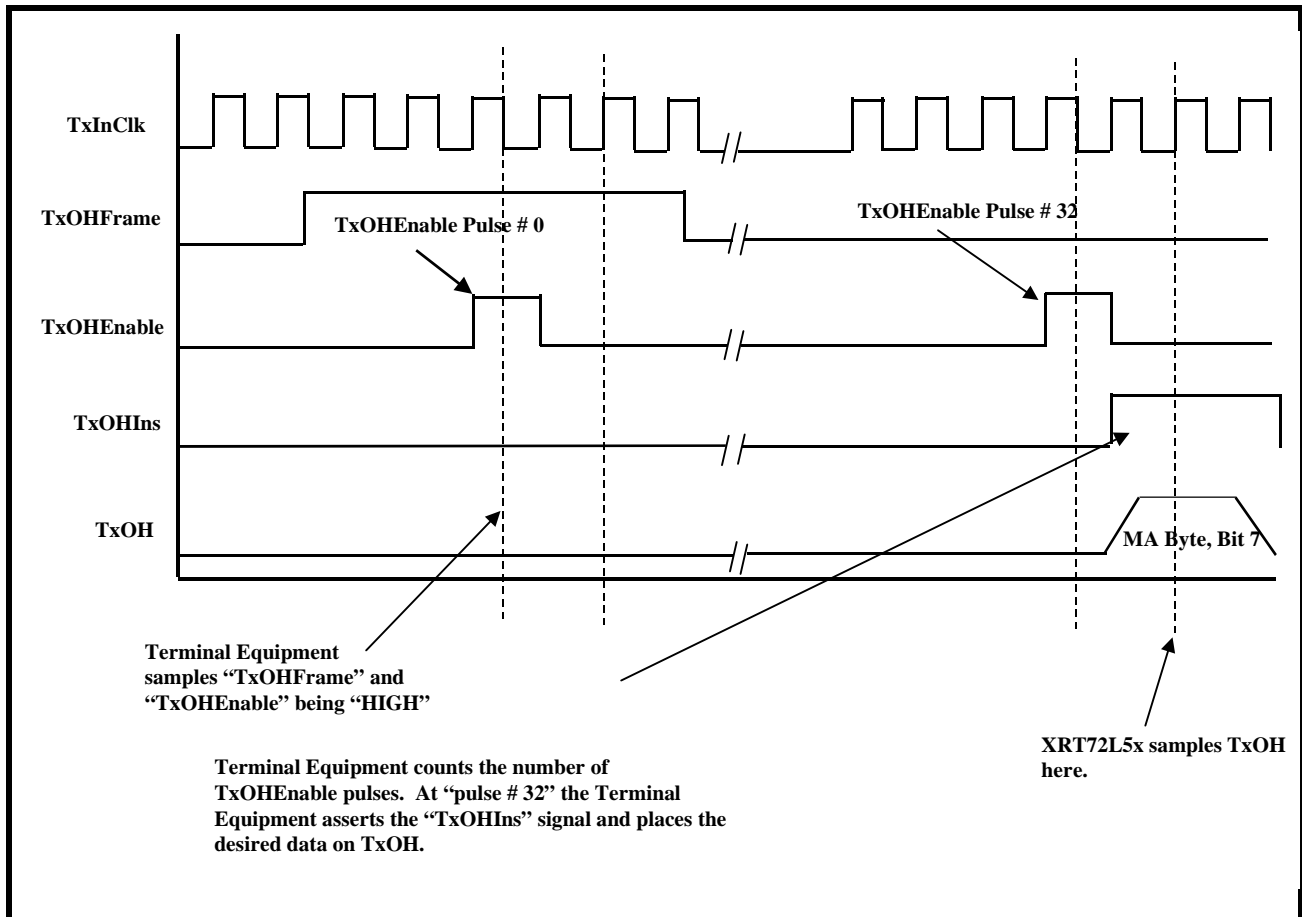 TxInClk
TxOHFrame
TxOHEnable Pulse # 0
TxOHEnable Pulse # 32
TxOHEnable
TxOHIns
TxOH
MA Byte, Bit 7
Terminal Equipment
samples “TxOHFrame” and
“TxOHEnable” being “HIGH”
XRT72L5x samples TxOH
here.
Terminal Equipment counts the number of
TxOHEnable pulses.  At “pulse # 32” the Terminal
Equipment asserts the “TxOHIns” signal and places the
desired data on TxOH.